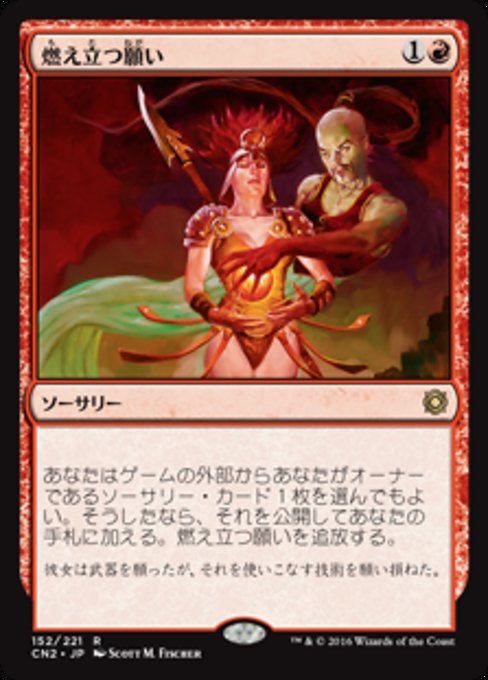 燃え立つ願い 1
ソーサリー
あなたはゲームの外部からあなたがオーナー
であるソーサリー・カード1枚を選んでもよ
い。そうしたなら、それを公開してあなたの
手札に加える。燃え立つ願いを追放する。
彼女は武器を願ったが、それを使いこなす技術を願い損ねた。
152/221 R
CN2 • JP SCOTT M. FISCHER
™ & © 2016 Wizards of the Coast